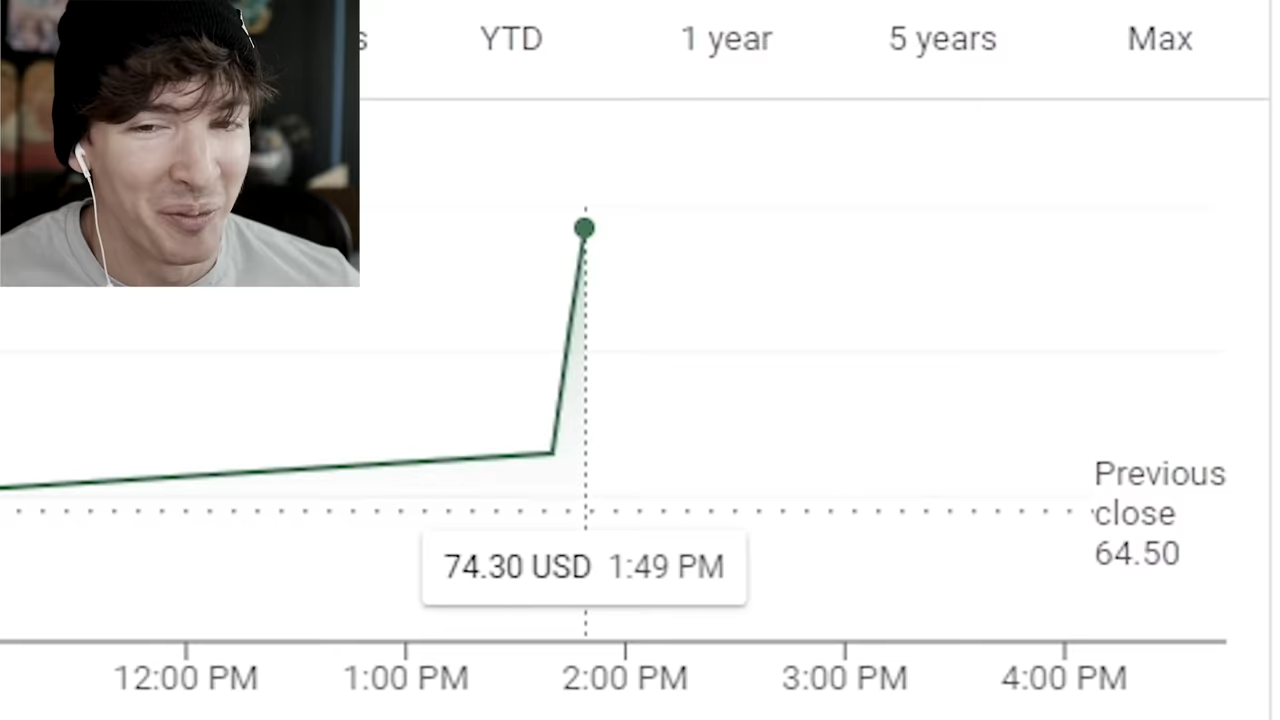 s YTD 1 year 5 years Max
Previous
close
64.50
74.30 USD 1:49 PM
12:00 PM 1:00 PM 2:00 PM 3:00 PM 4:00 PM